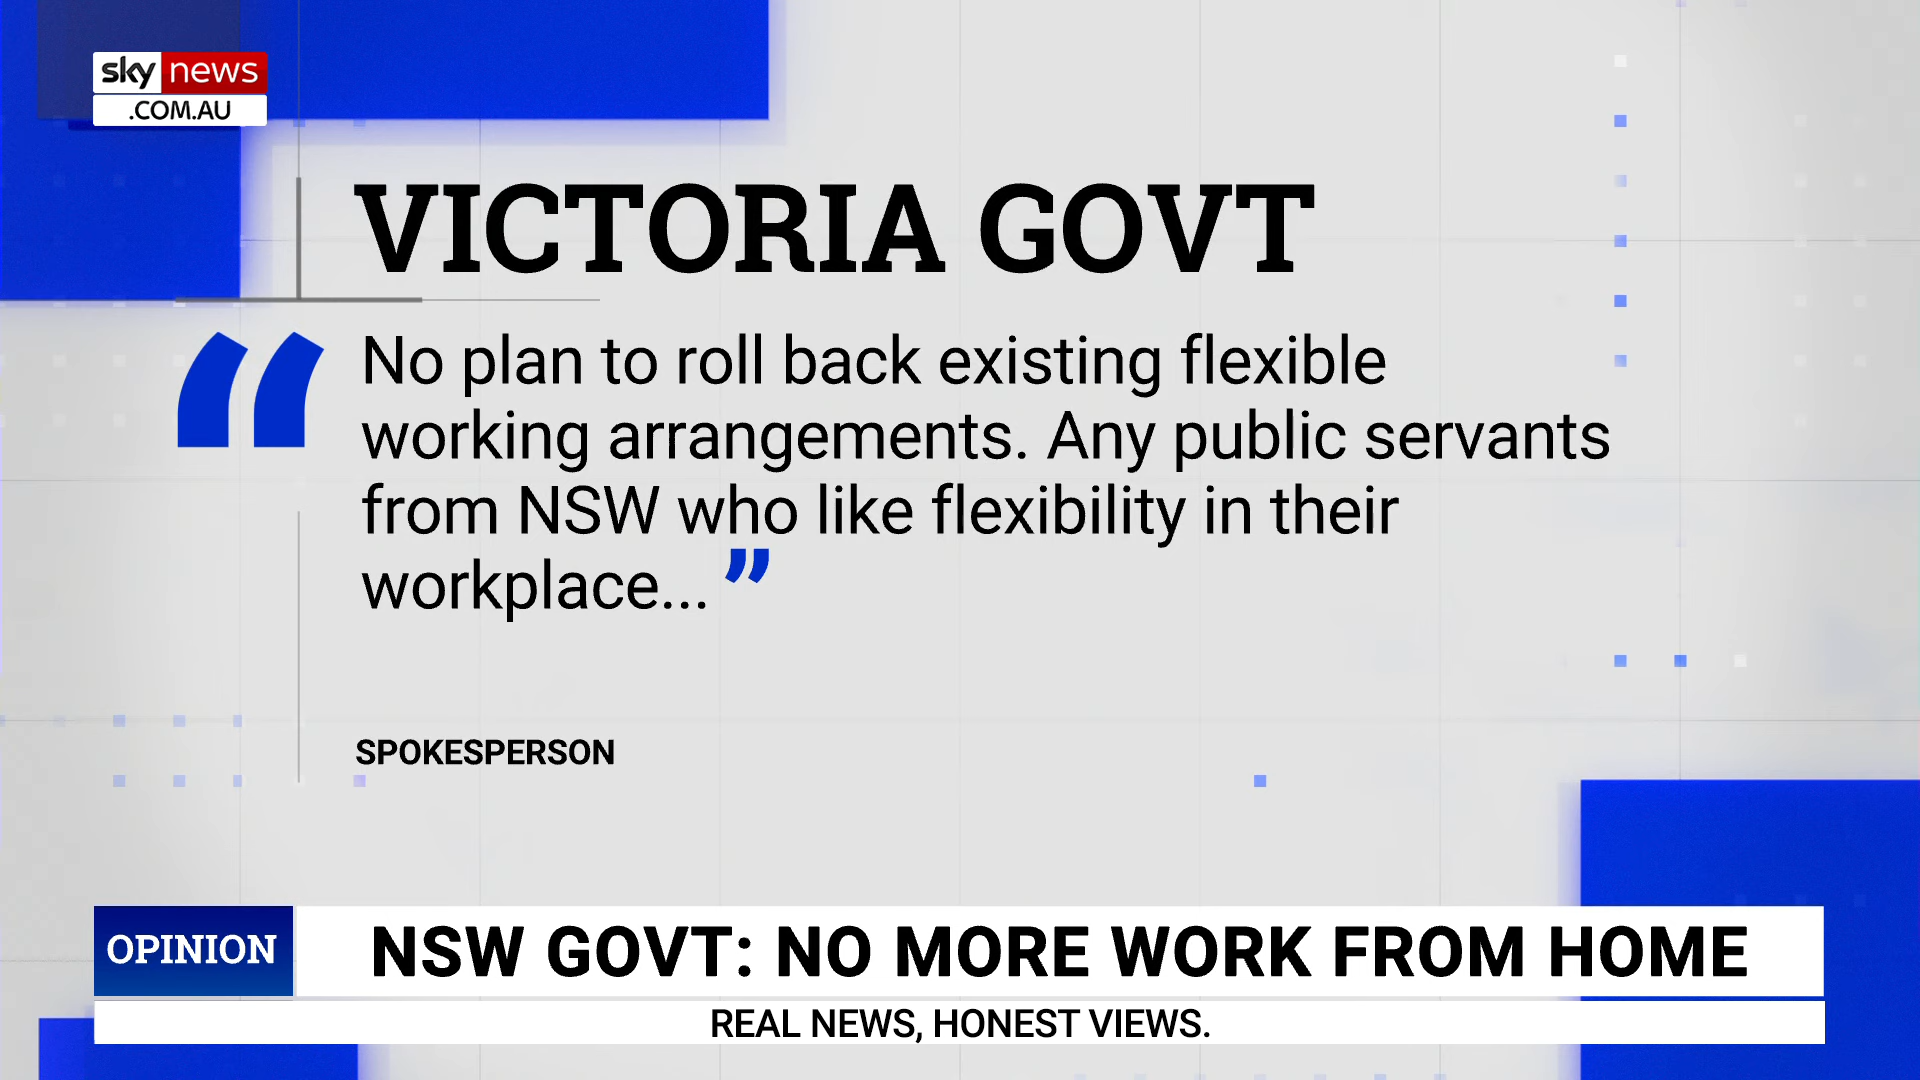 sky news
.COM.AU
VICTORIA GOVT
“No plan to roll back existing flexible
working arrangements. Any public servants
from NSW who like flexibility in their
workplace...”
SPOKESPERSON
OPINION
NSW GOVT: NO MORE WORK FROM HOME
REAL NEWS, HONEST VIEWS.